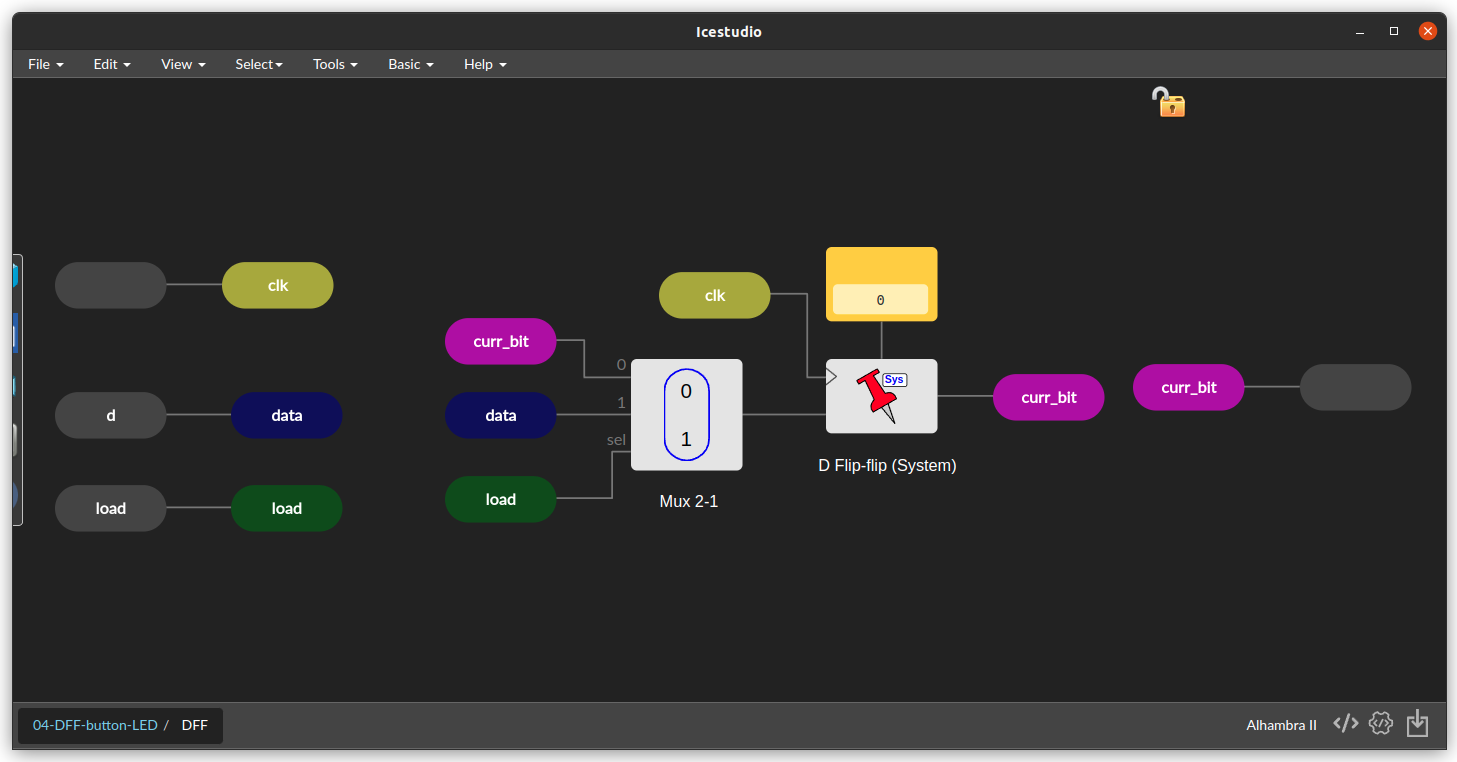 Icestudio
File Edit View Select Tools Basic Help
clk
d data
load load
curr_bit
data
load
0
1
sel
0
1
Mux 2-1
clk
0
Sys
D Flip-flip (System)
curr_bit
curr_bit
04-DFF-button-LED / DFF
Alhambra II </>
</>